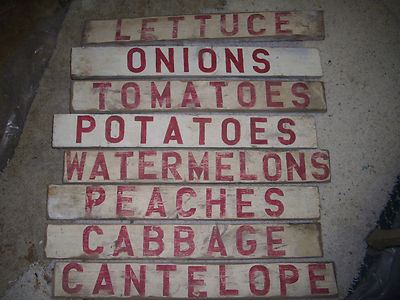 LETTUCE
ONIONS
TOMATOES
POTATOES
WATERMELONS
PEACHES
CABBAGE
CANTELOPE